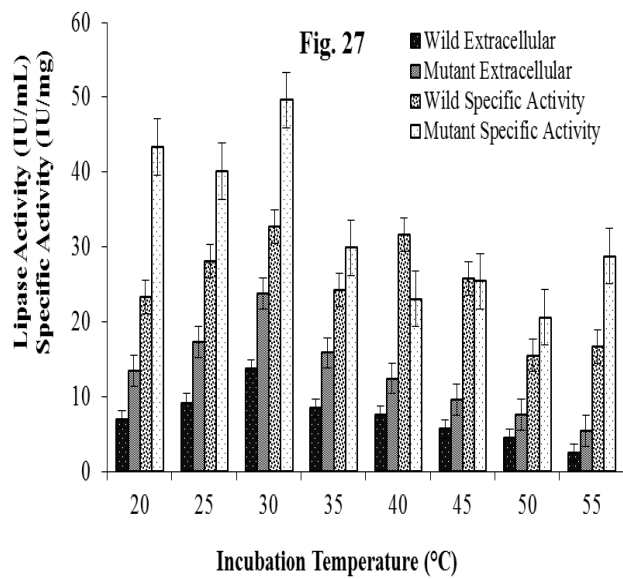 Fig. 27
Wild Extracellular
Mutant Extracellular
Wild Specific Activity
Mutant Specific Activity
Lipase Activity (IU/mL)
Specific Activity (IU/mg)
60
50
40
30
20
10
0
20 25 30 35 40 45 50 55
Incubation Temperature (°C)